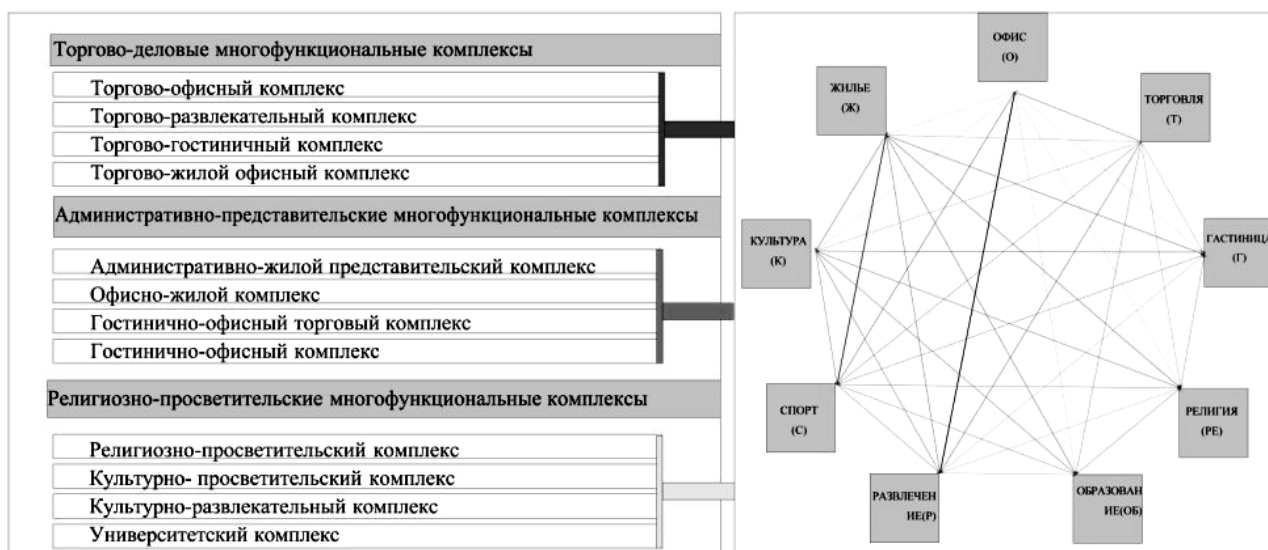 Торгово-деловые многофункциональные комплексы
Торгово-офисный комплекс
Торгово-развлекательный комплекс
Торгово-гостиничный комплекс
Торгово-жилой офисный комплекс
Административно-представительские многофункциональные комплексы
Административно-жилой представительский комплекс
Офисно-жилой комплекс
Гостинично-офисный торговый комплекс
Гостинично-офисный комплекс
Религиозно-просветительские многофункциональные комплексы
Религиозно-просветительский комплекс
Культурно- просветительский комплекс
Культурно-развлекательный комплекс
Университетский комплекс
ОФИС
(О)
ЖИЛЬЕ
(Ж)
ТОРГОВЛЯ
(Т)
КУЛЬТУРА
(К)
ГАСТИНИЦА
(Г)
СПОРТ
(С)
РЕЛИГИЯ
(РЕ)
РАЗВЛЕЧЕН
ИЕ(Р)
ОБРАЗОВАН
ИЕ(ОБ)